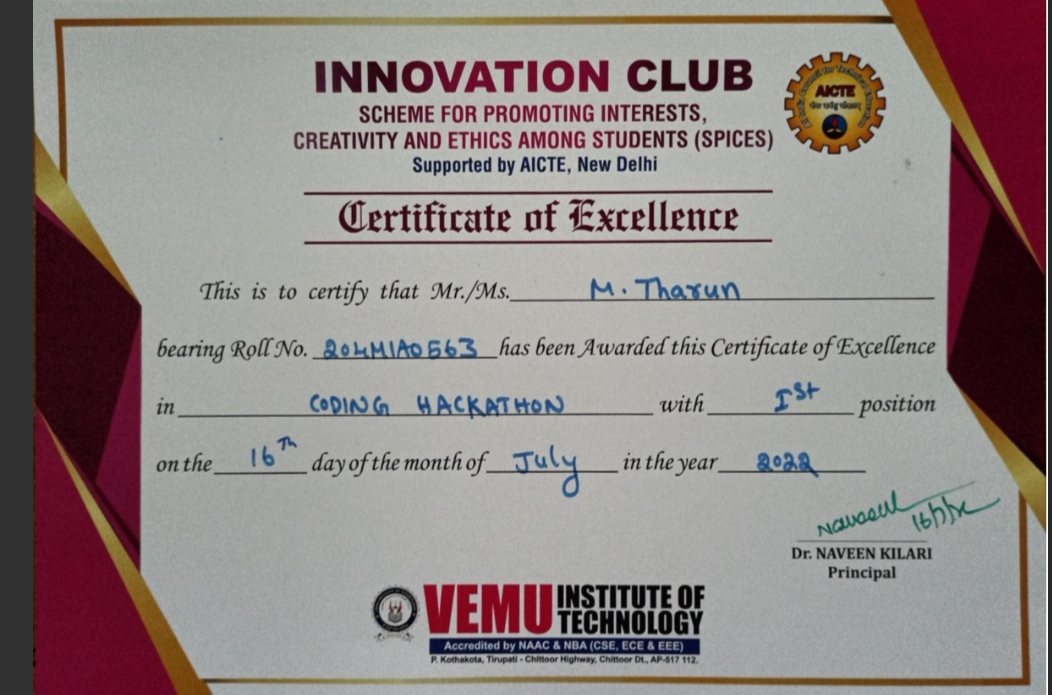 INNOVATION CLUB
SCHEME FOR PROMOTING INTERESTS,
CREATIVITY AND ETHICS AMONG STUDENTS (SPICES)
Supported by AICTE, New Delhi
AICTE
Certificate of Excellence
This is to certify that Mr./Ms. M. Tharun
bearing Roll No. 204M1A0563 has been Awarded this Certificate of Excellence
in CODING HACKATHON with Ist position
on the 16Th day of the month of July in the year 2022
Dr. NAVEEN KILARI
Principal
VEMU INSTITUTE OF
TECHNOLOGY
Accredited by NAAC & NBA (CSE, ECE & EEE)
P. Kothakota, Tirupati - Chittoor Highway, Chittoor Dt., AP-517 112.